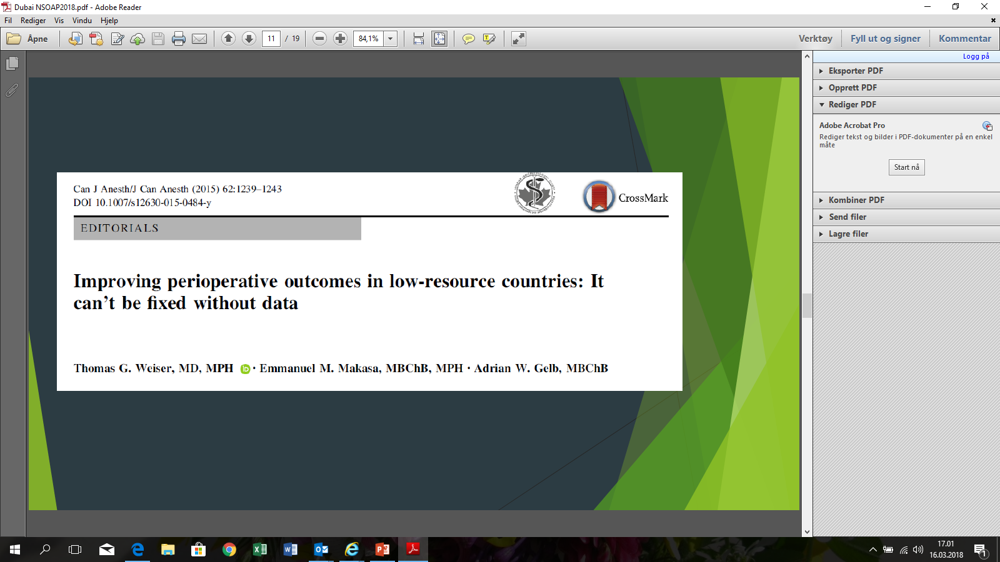 Dubai NSOAP2018.pdf - Adobe Reader
Fil Rediger Vis Vindu Hjelp
Åpne 11 / 19 84,1% Verktøy Fyll ut og signer Kommentar
Logg på
Eksporter PDF
Opprett PDF
Rediger PDF
Adobe Acrobat Pro
Rediger tekst og bilder i PDF-dokumenter på en enkel
måte
Start nå
Kombiner PDF
Send filer
Lagre filer
Can J Anesth/J Can Anesth (2015) 62:1239–1243
DOI 10.1007/s12630-015-0484-y
CrossMark
EDITORIALS
Improving perioperative outcomes in low-resource countries: It
can't be fixed without data
Thomas G. Weiser, MD, MPH iD · Emmanuel M. Makasa, MBChB, MPH · Adrian W. Gelb, MBChB
17.01
16.03.2018
1